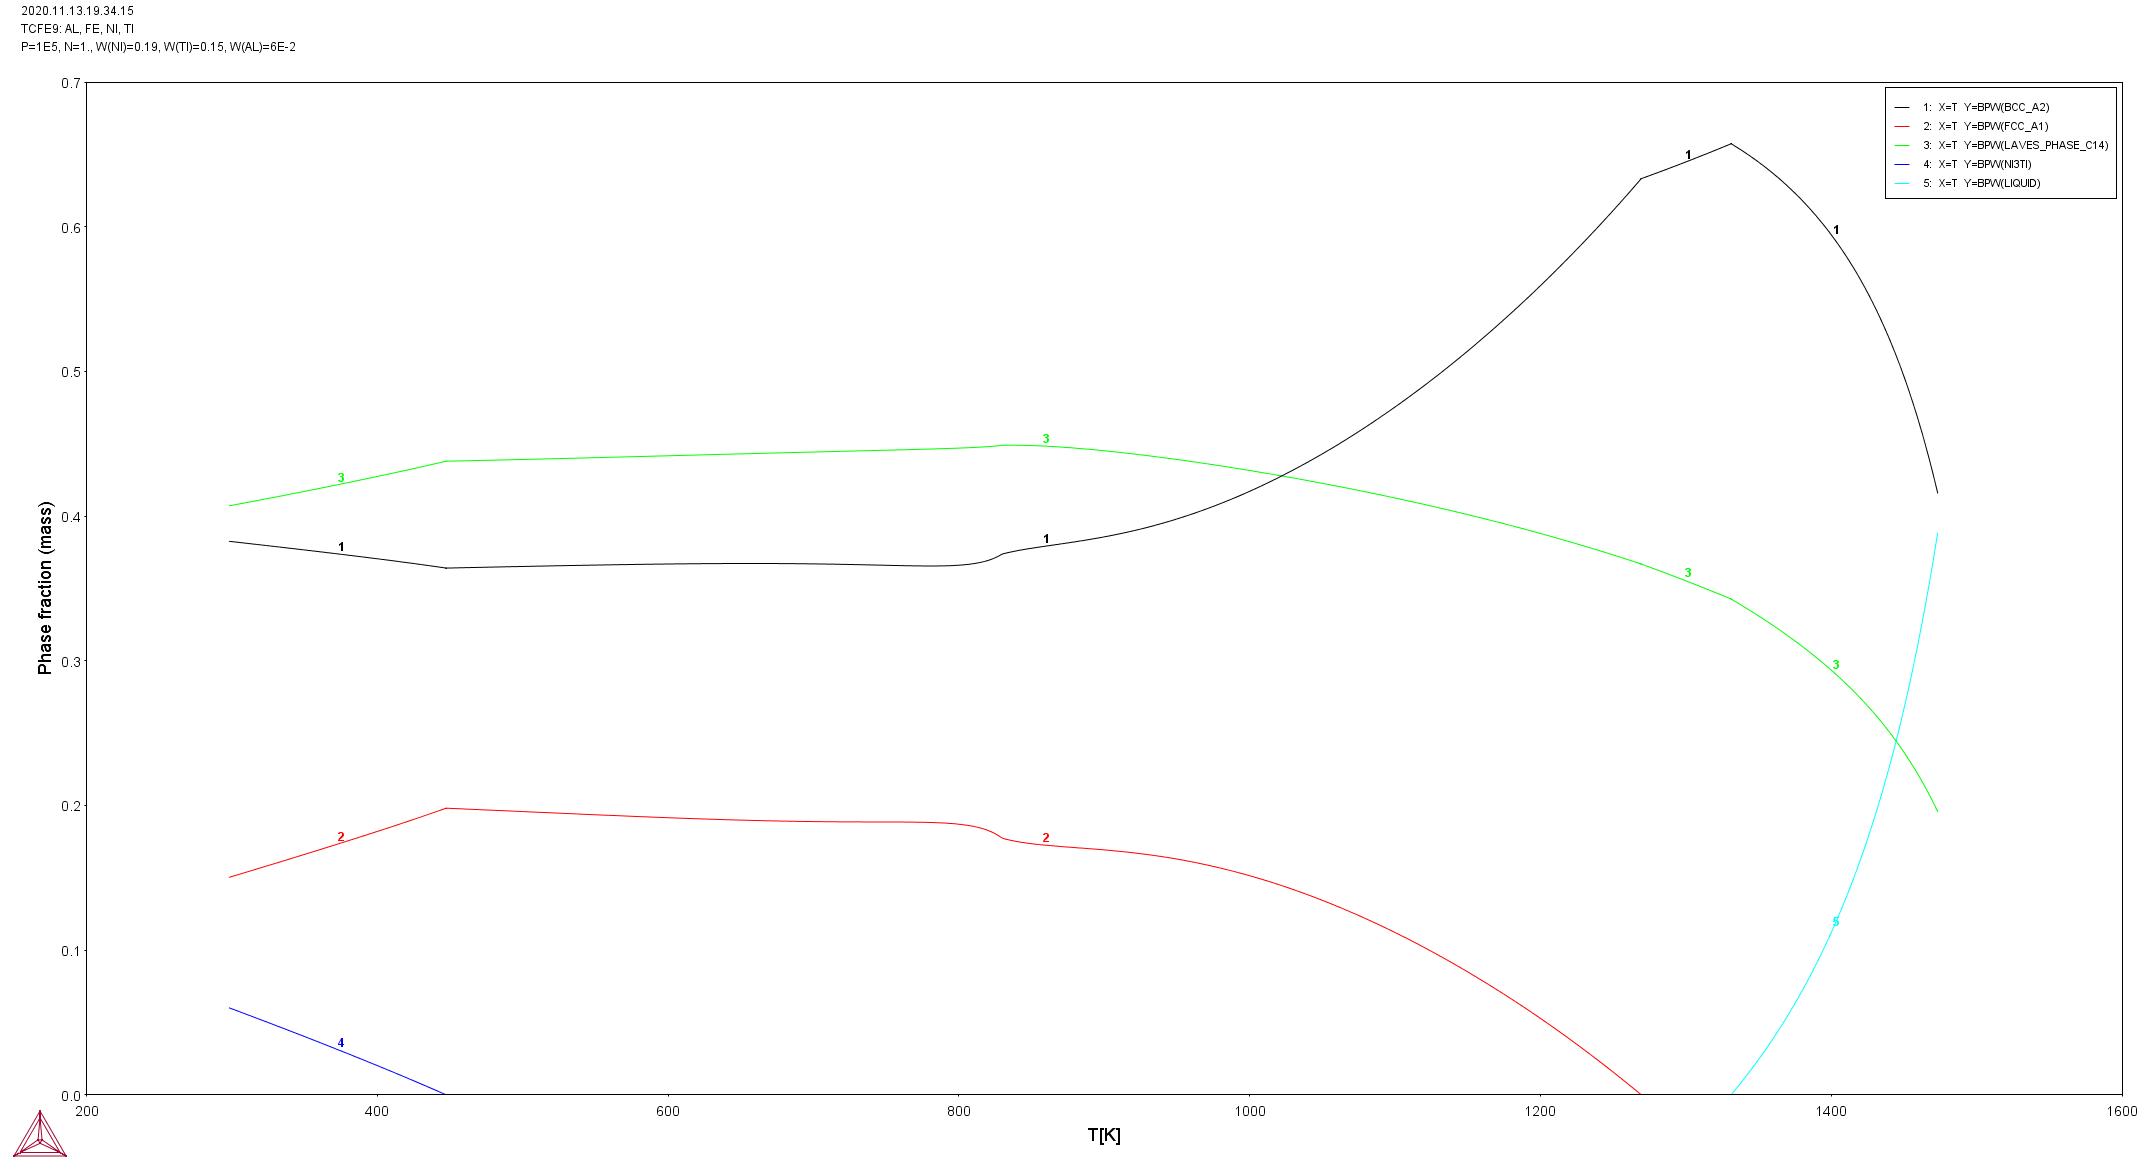 2020.11.13.19.34.15
TCFE9: AL, FE, NI, TI
P=1E5, N=1., W(NI)=0.19, W(TI)=0.15, W(AL)=6E-2
1: X=T Y=BPW(BCC_A2)
2: X=T Y=BPW(FCC_A1)
3: X=T Y=BPW(LAVES_PHASE_C14)
4: X=T Y=BPW(NI3TI)
5: X=T Y=BPW(LIQUID)
0.7
0.6
0.5
0.4
0.3
0.2
0.1
0.0
Phase fraction (mass)
1
1
3
3
1
1
3
3
2
2
5
4
200 400 600 800 1000 1200 1400 1600
T[K]